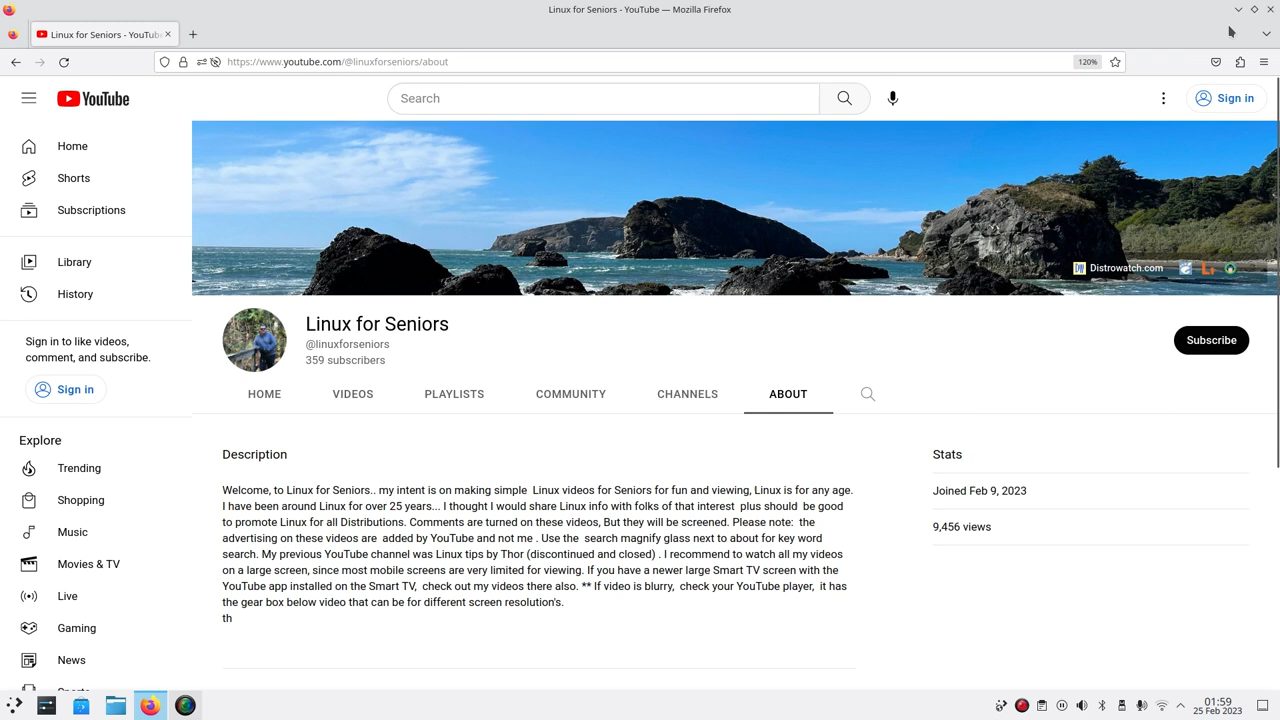 Linux for Seniors - YouTube — Mozilla Firefox
Linux for Seniors - YouTube
https://www.youtube.com/@linuxforseniors/about
120%
YouTube
Search
Sign in
Home
Shorts
Subscriptions
Library
History
Sign in to like videos,
comment, and subscribe.
Sign in
Explore
Trending
Shopping
Music
Movies & TV
Live
Gaming
News
Distrowatch.com
Linux for Seniors
@linuxforseniors
359 subscribers
Subscribe
HOME VIDEOS PLAYLISTS COMMUNITY CHANNELS ABOUT
Description
Welcome, to Linux for Seniors.. my intent is on making simple  Linux videos for Seniors for fun and viewing, Linux is for any age.
I have been around Linux for over 25 years... I thought I would share Linux info with folks of that interest  plus should  be good
to promote Linux for all Distributions. Comments are turned on these videos, But they will be screened. Please note:  the
advertising on these videos are  added by YouTube and not me . Use the  search magnify glass next to about for key word
search. My previous YouTube channel was Linux tips by Thor (discontinued and closed) . I recommend to watch all my videos
on a large screen, since most mobile screens are very limited for viewing. If you have a newer large Smart TV screen with the
YouTube app installed on the Smart TV,  check out my videos there also. ** If video is blurry,  check your YouTube player,  it has
the gear box below video that can be for different screen resolution's.
th
Stats
Joined Feb 9, 2023
9,456 views
01:59
25 Feb 2023